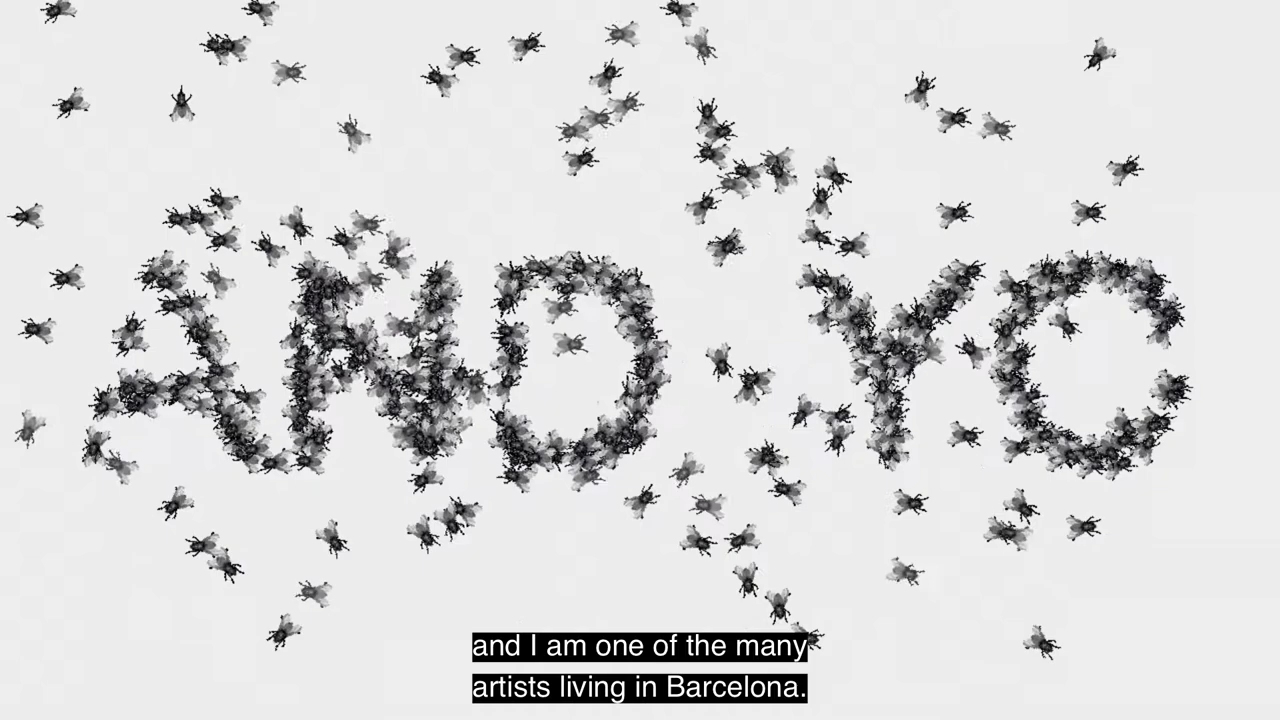 AND YO
and I am one of the many
artists living in Barcelona.